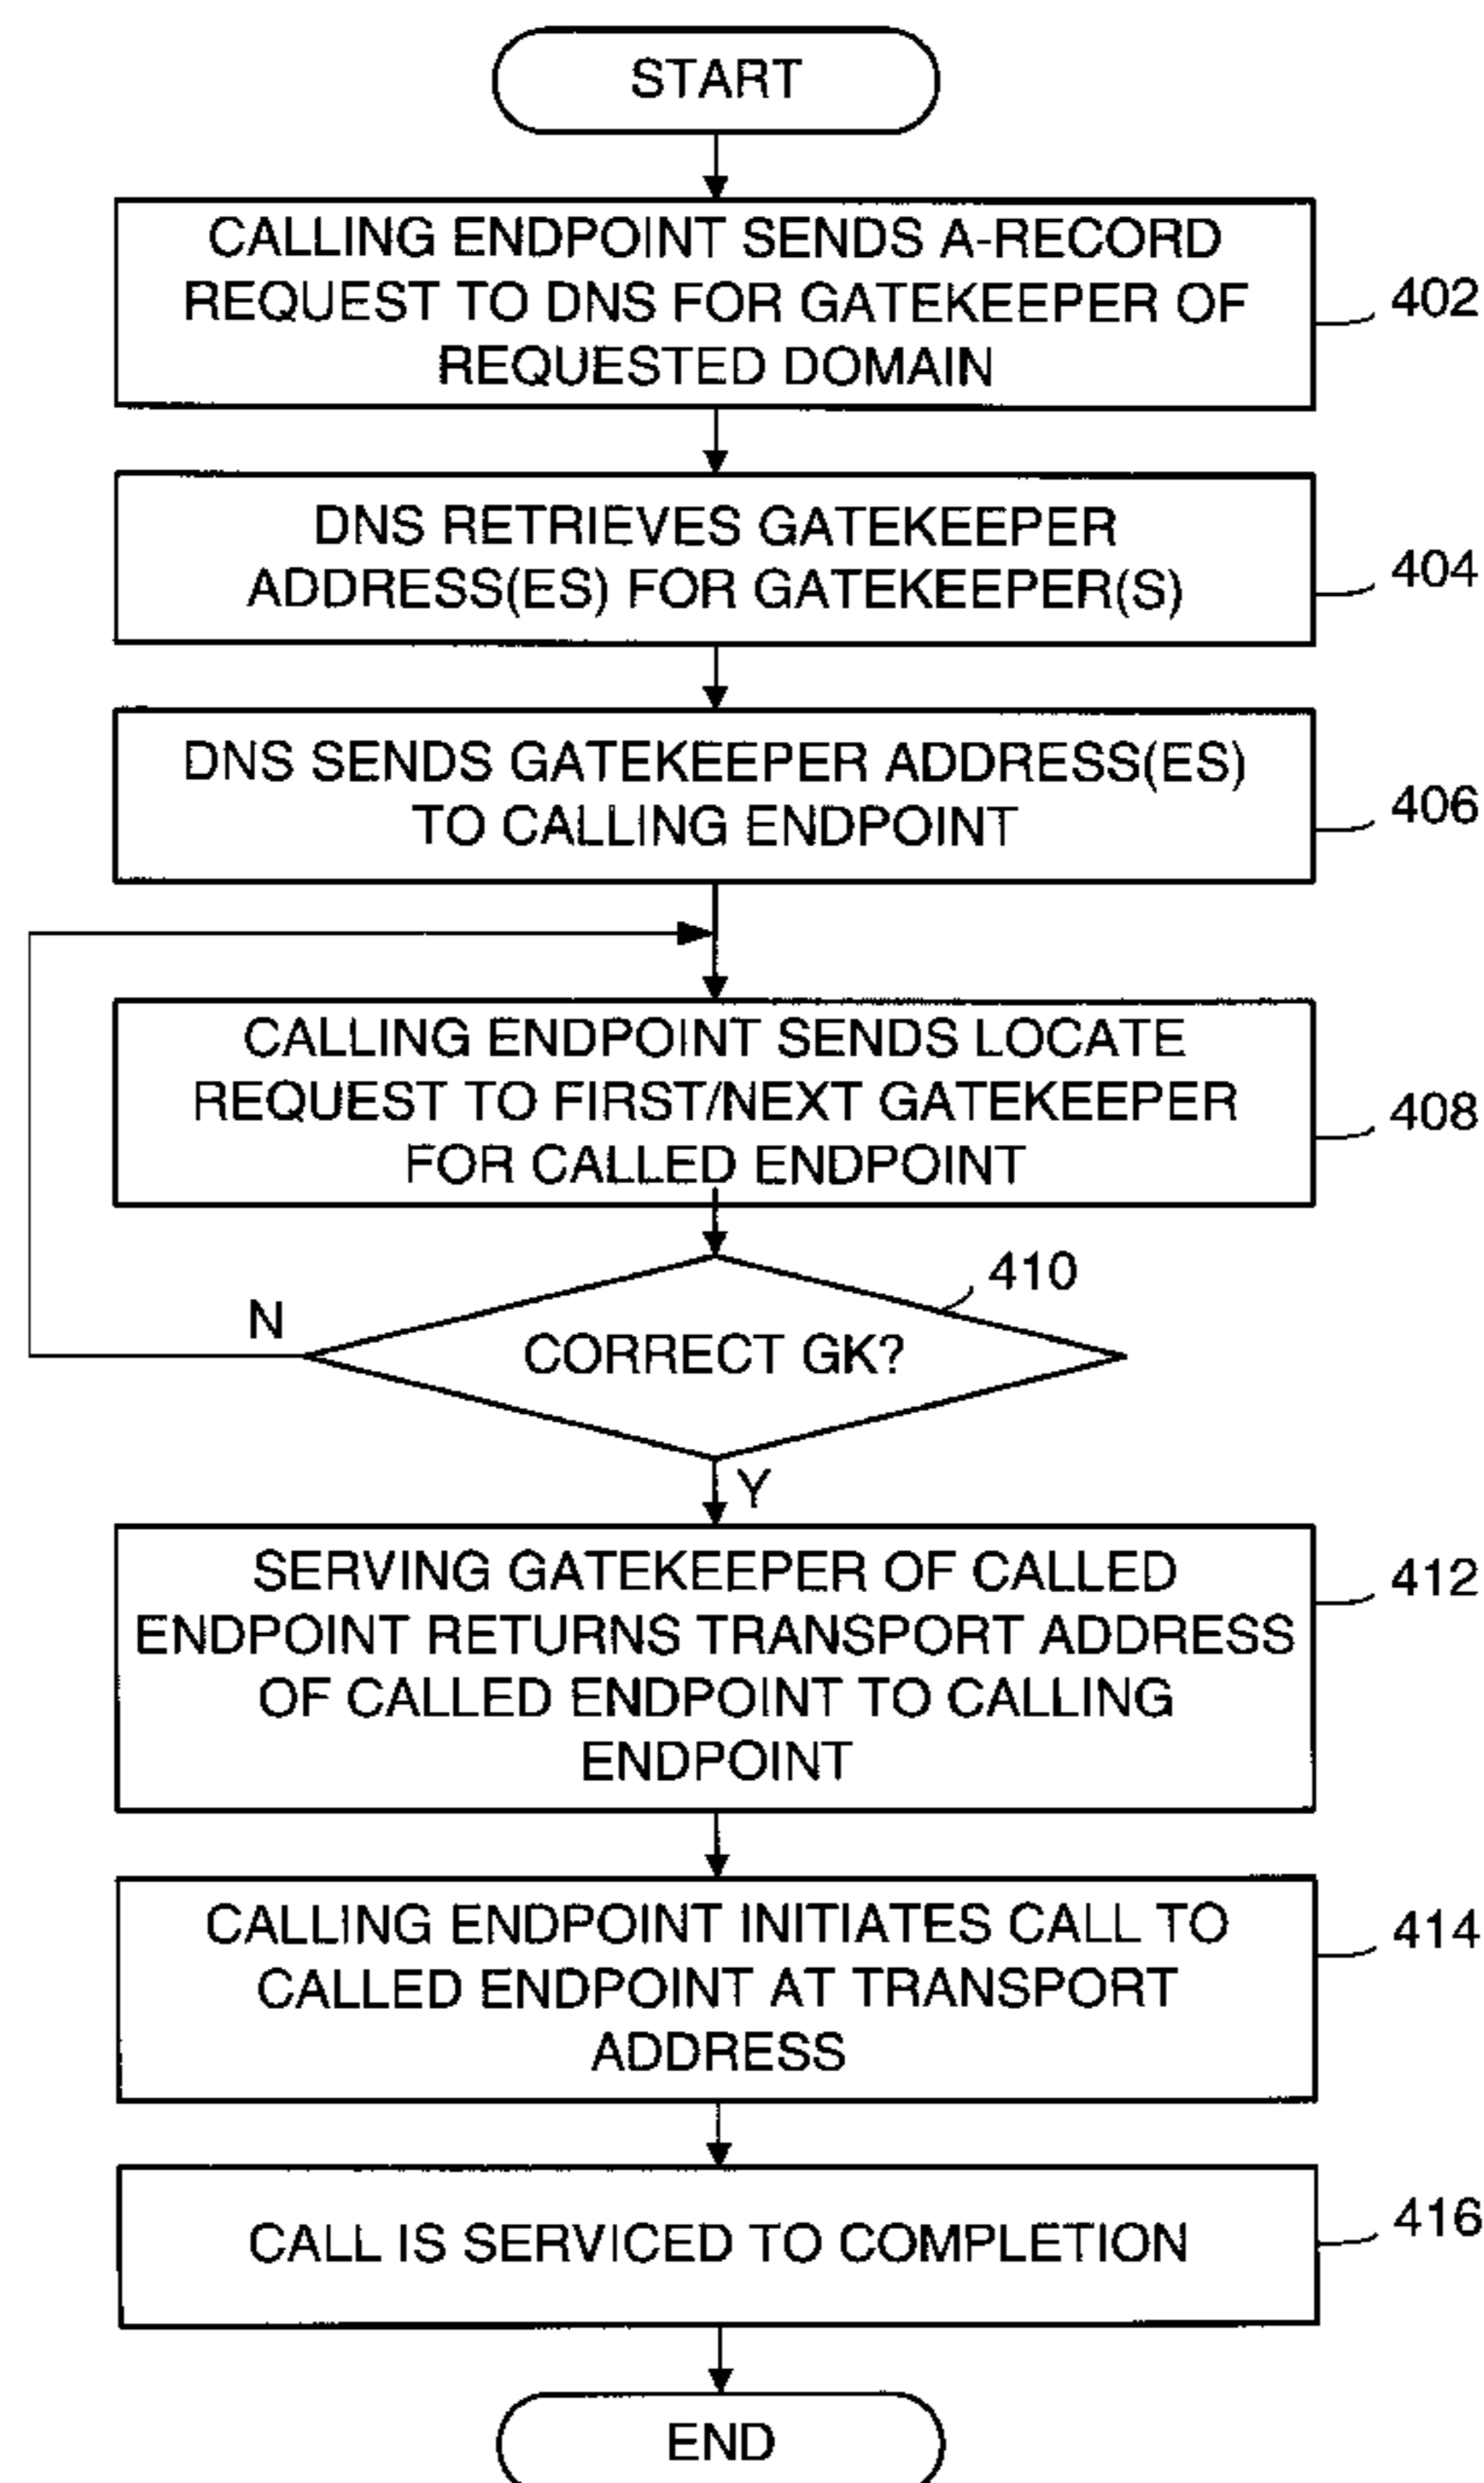 START
CALLING ENDPOINT SENDS A-RECORD
REQUEST TO DNS FOR GATEKEEPER OF
REQUESTED DOMAIN
402
DNS RETRIEVES GATEKEEPER
ADDRESS(ES) FOR GATEKEEPER(S)
404
DNS SENDS GATEKEEPER ADDRESS(ES)
TO CALLING ENDPOINT
406
CALLING ENDPOINT SENDS LOCATE
REQUEST TO FIRST/NEXT GATEKEEPER
FOR CALLED ENDPOINT
408
410
N
CORRECT GK?
Y
SERVING GATEKEEPER OF CALLED
ENDPOINT RETURNS TRANSPORT ADDRESS
OF CALLED ENDPOINT TO CALLING
ENDPOINT
412
CALLING ENDPOINT INITIATES CALL TO
CALLED ENDPOINT AT TRANSPORT
ADDRESS
414
CALL IS SERVICED TO COMPLETION
416
END